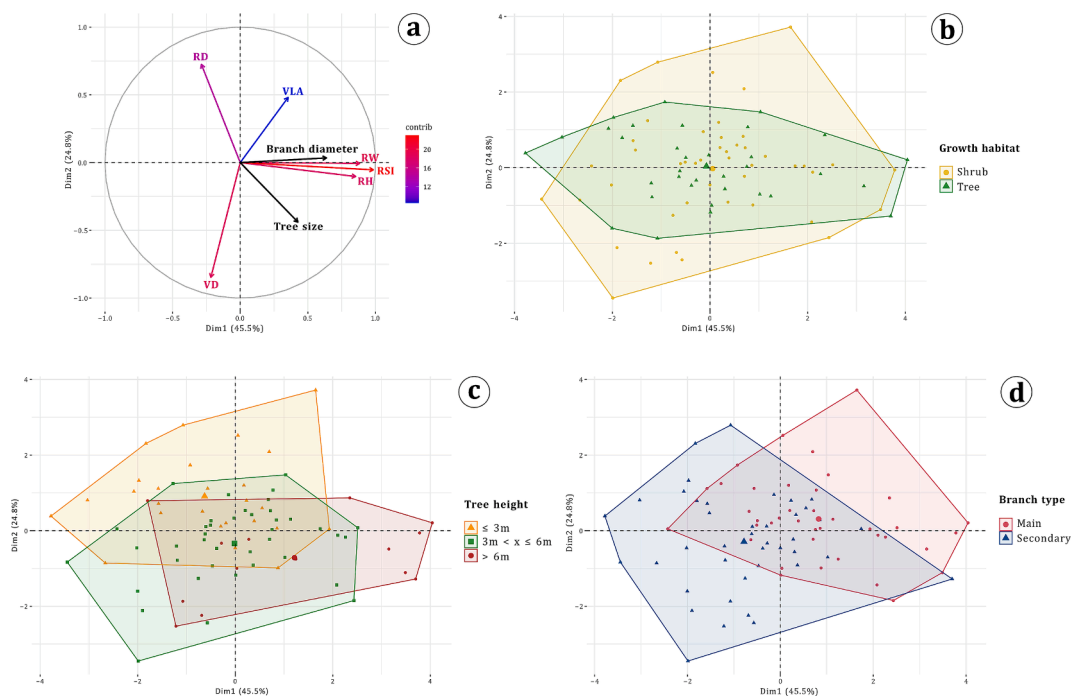 a
RD
VLA
Branch diameter
RW
RSI
RH
Tree size
VD
1.0
0.5
0.0
-0.5
-1.0
-1.0
-0.5
0.0
0.5
1.0
Dim2 (24.8%)
Dim1 (45.5%)
contrib
20
16
12
b
4
2
0
-2
-4
-2
0
2
4
Dim2 (24.8%)
Dim1 (45.5%)
Growth habitat
Shrub
Tree
c
4
2
0
-2
-4
-2
0
2
4
Dim2 (24.8%)
Dim1 (45.5%)
Tree height
≤ 3m
3m < x ≤ 6m
> 6m
d
4
2
0
-2
-4
-2
0
2
4
Dim2 (24.8%)
Dim1 (45.5%)
Branch type
Main
Secondary